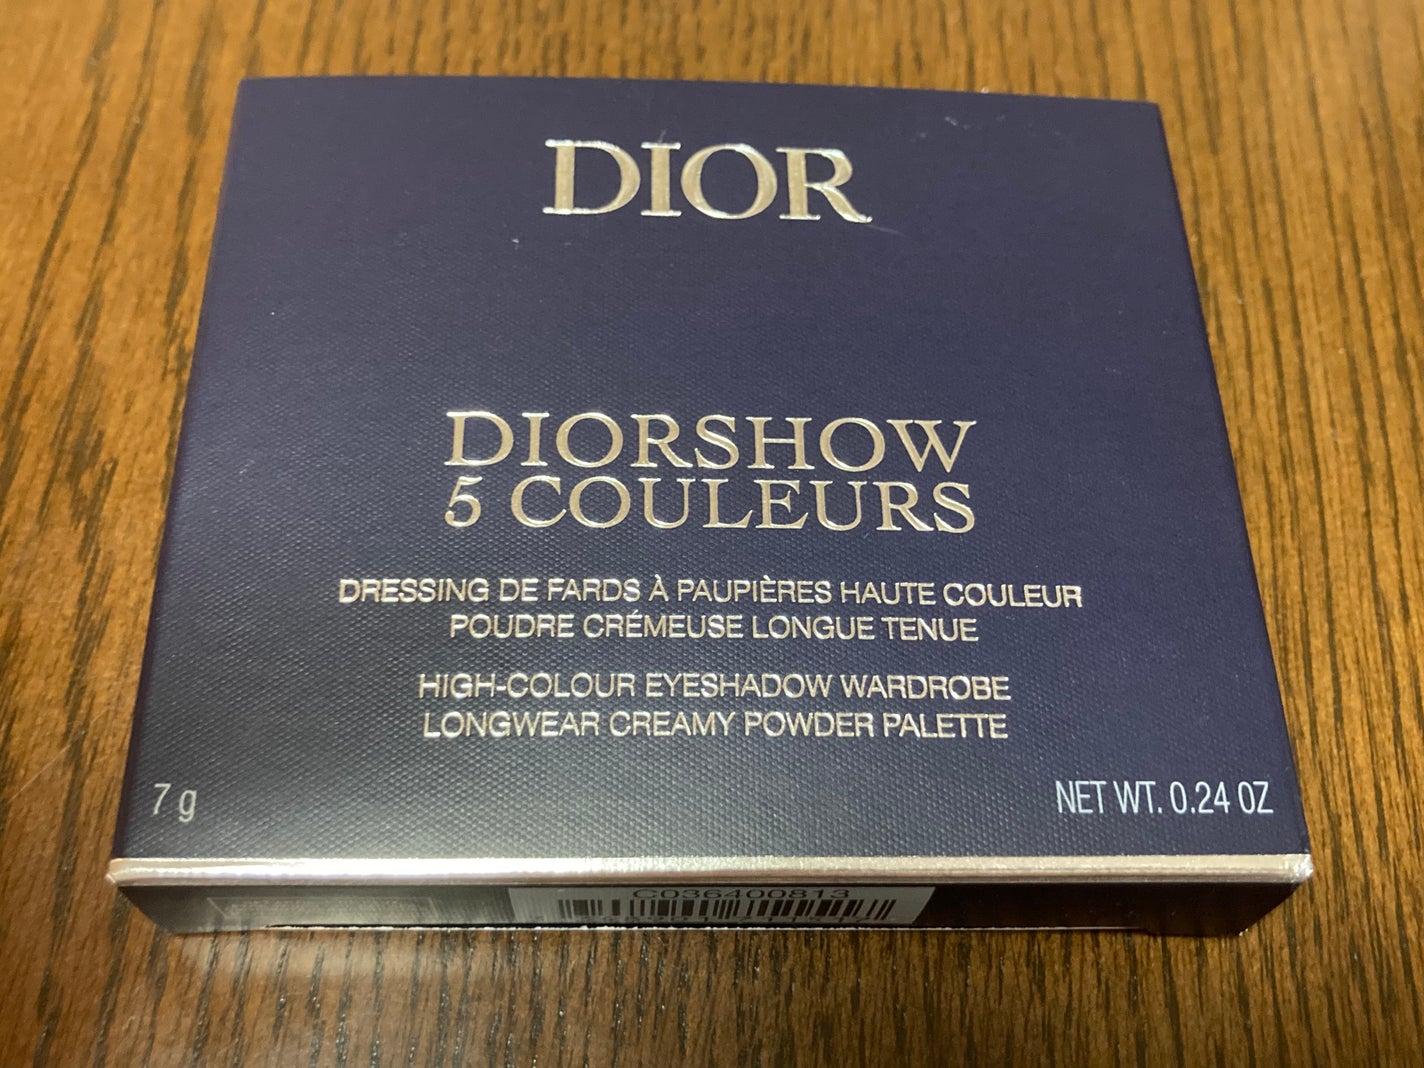 DIOR
DIORSHOW
5 COULEURS
DRESSING DE FARDS À PAUPIÈRES HAUTE COULEUR
POUDRE CRÉMEUSE LONGUE TENUE
HIGH-COLOUR EYESHADOW WARDROBE
LONGWEAR CREAMY POWDER PALETTE
7 g
NET WT. 0.24 OZ
C036400813